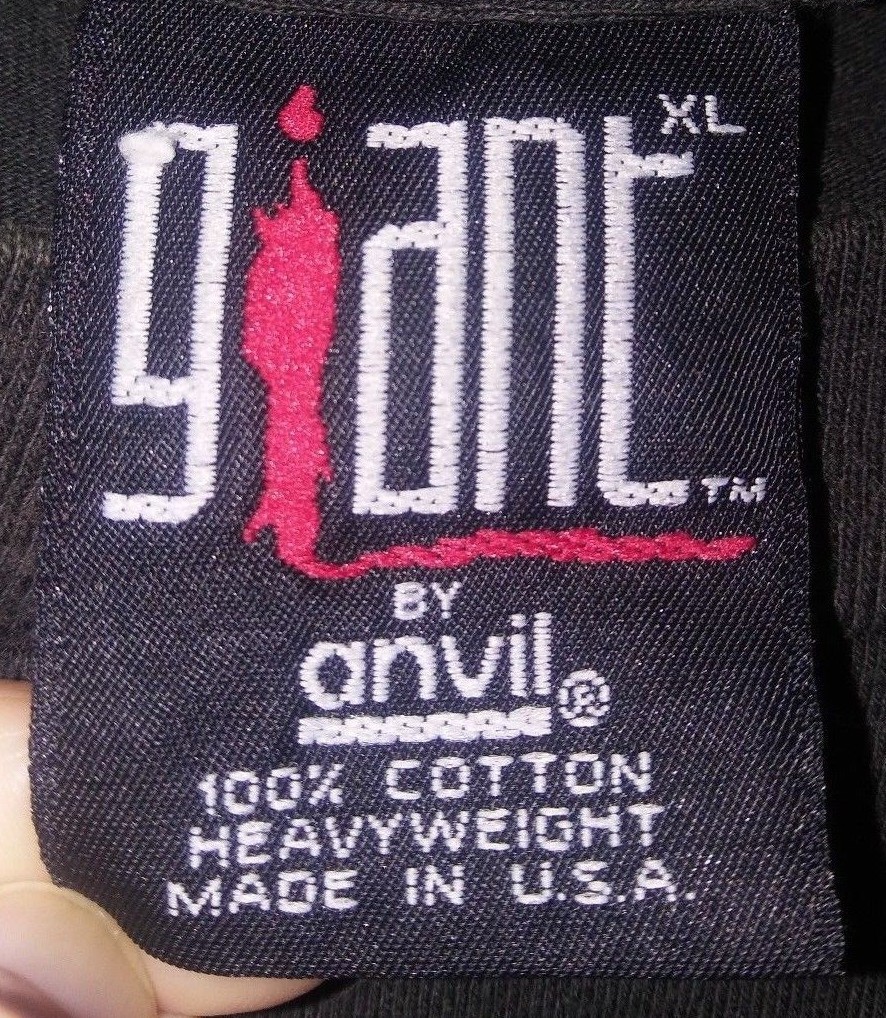 giant XL
TM
BY
anvil®
100% COTTON
HEAVYWEIGHT
MADE IN U.S.A.